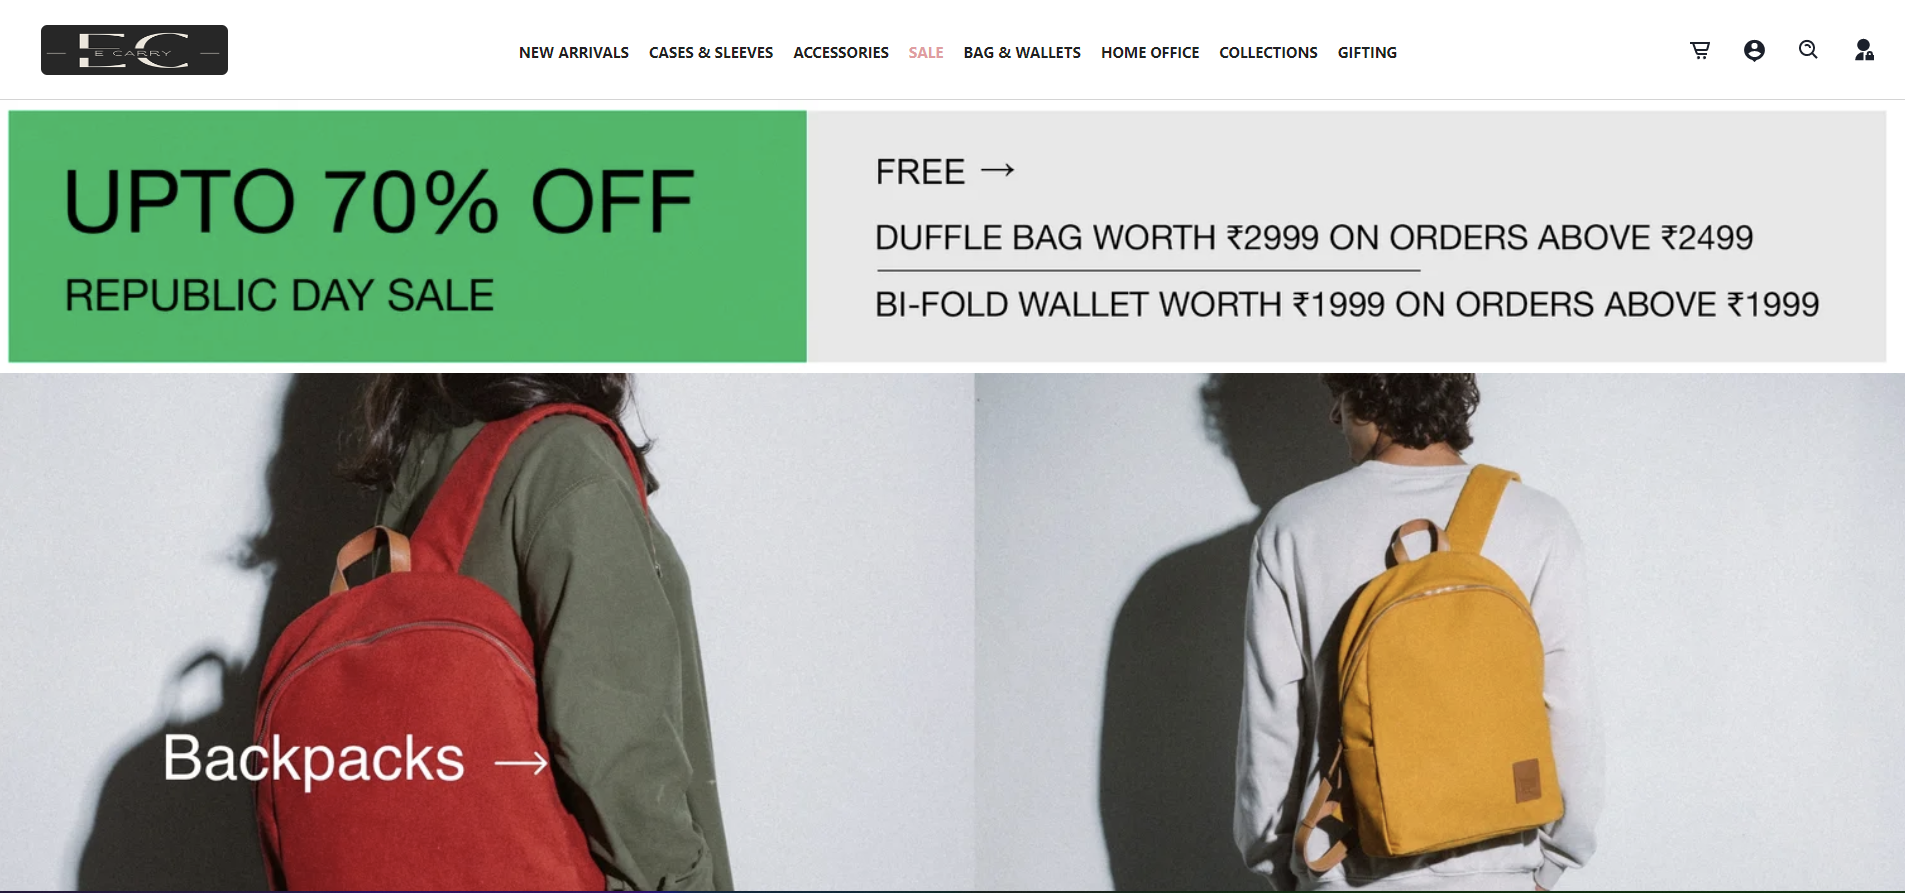 EC
E CARRY
NEW ARRIVALS CASES & SLEEVES ACCESSORIES SALE BAG & WALLETS HOME OFFICE COLLECTIONS GIFTING
UPTO 70% OFF
REPUBLIC DAY SALE
FREE →
DUFFLE BAG WORTH ₹2999 ON ORDERS ABOVE ₹2499
BI-FOLD WALLET WORTH ₹1999 ON ORDERS ABOVE ₹1999
Backpacks →